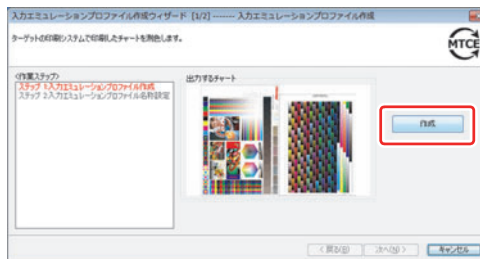 入力エミュレーションプロファイル作成ウィザード [1/2] ------- 入力エミュレーションプロファイル作成
ターゲットの印刷システムで印刷したチャートを測色します。
MTCE
<作業ステップ>
ステップ 1入力エミュレーションプロファイル作成
ステップ 2入力エミュレーションプロファイル名称設定
出力するチャート
作成
< 戻る(B)
次へ(N) >
キャンセル